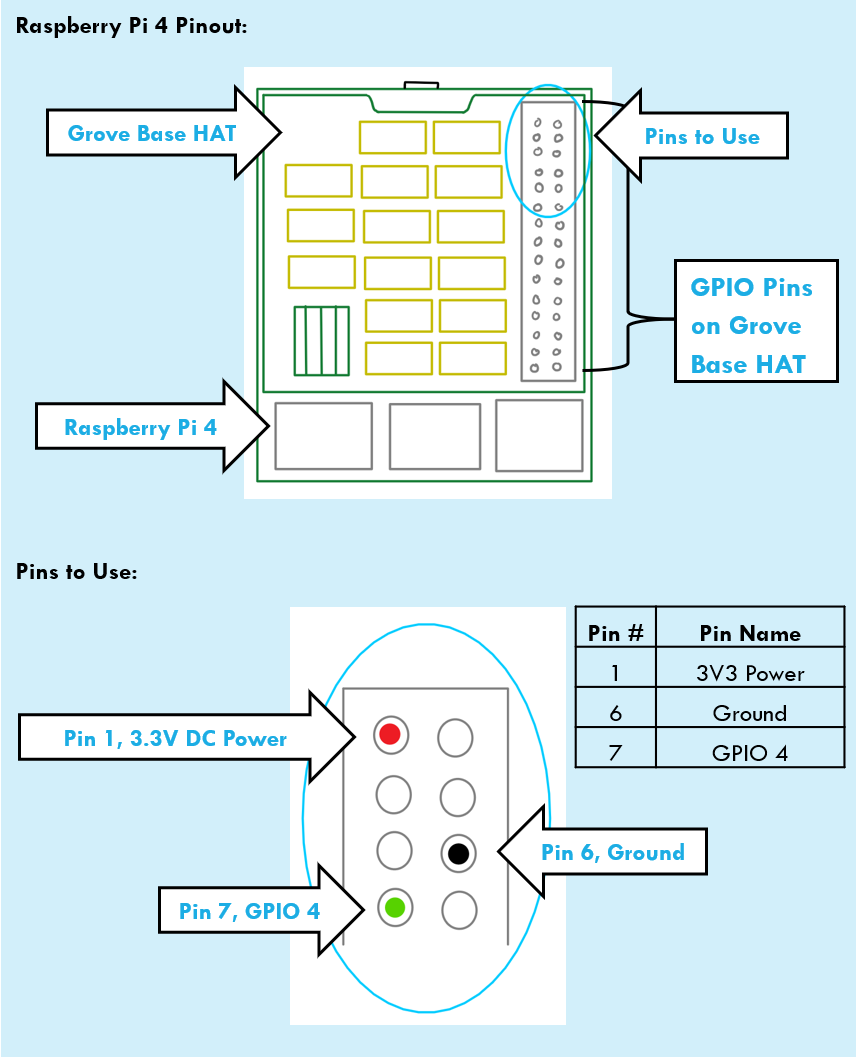 Raspberry Pi 4 Pinout:
Grove Base HAT
Pins to Use
GPIO Pins
on Grove
Base HAT
Raspberry Pi 4
Pins to Use:
Pin # Pin Name
1 3V3 Power
6 Ground
7 GPIO 4
Pin 1, 3.3V DC Power
Pin 6, Ground
Pin 7, GPIO 4